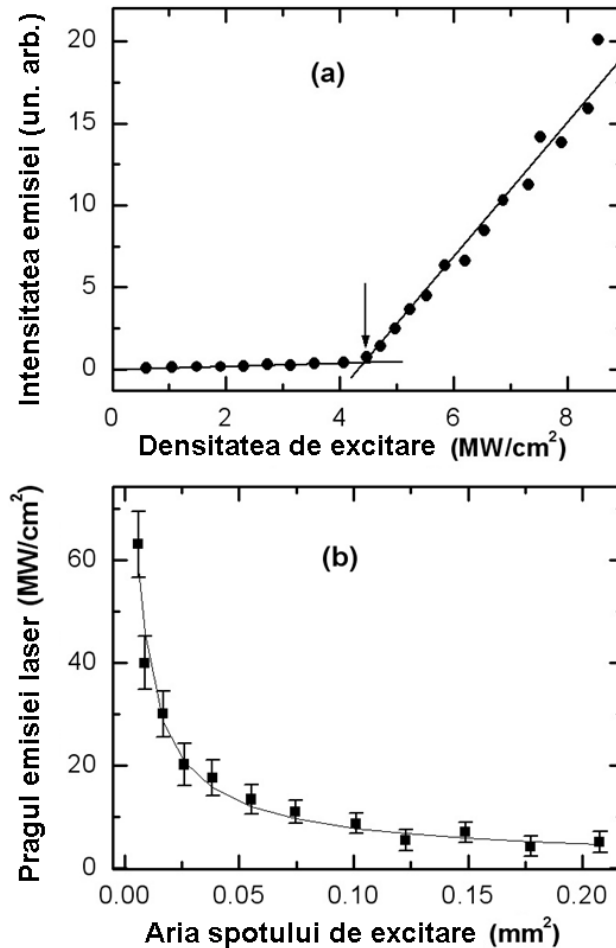 Intensitatea emisiei (un. arb.)
20
15
10
5
0
(a)
0 2 4 6 8
Densitatea de excitare (MW/cm²)
Pragul emisiei laser (MW/cm²)
60
40
20
0
(b)
0.00 0.05 0.10 0.15 0.20
Aria spotului de excitare (mm²)